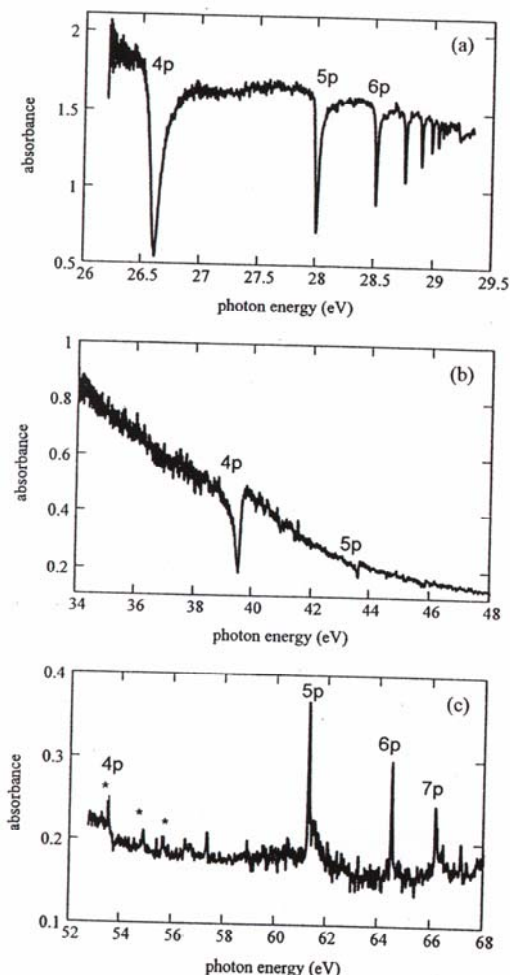 2
(a)
4p
5p
6p
absorbance
1.5
1
0.5
26 26.5 27 27.5 28 28.5 29 29.5
photon energy (eV)
1
(b)
0.8
absorbance
0.6
4p
0.4
5p
0.2
34 36 38 40 42 44 46 48
photon energy (eV)
0.4
5p
(c)
6p
0.3
4p
7p
* * *
absorbance
0.2
0.1
52 54 56 58 60 62 64 66 68
photon energy (eV)